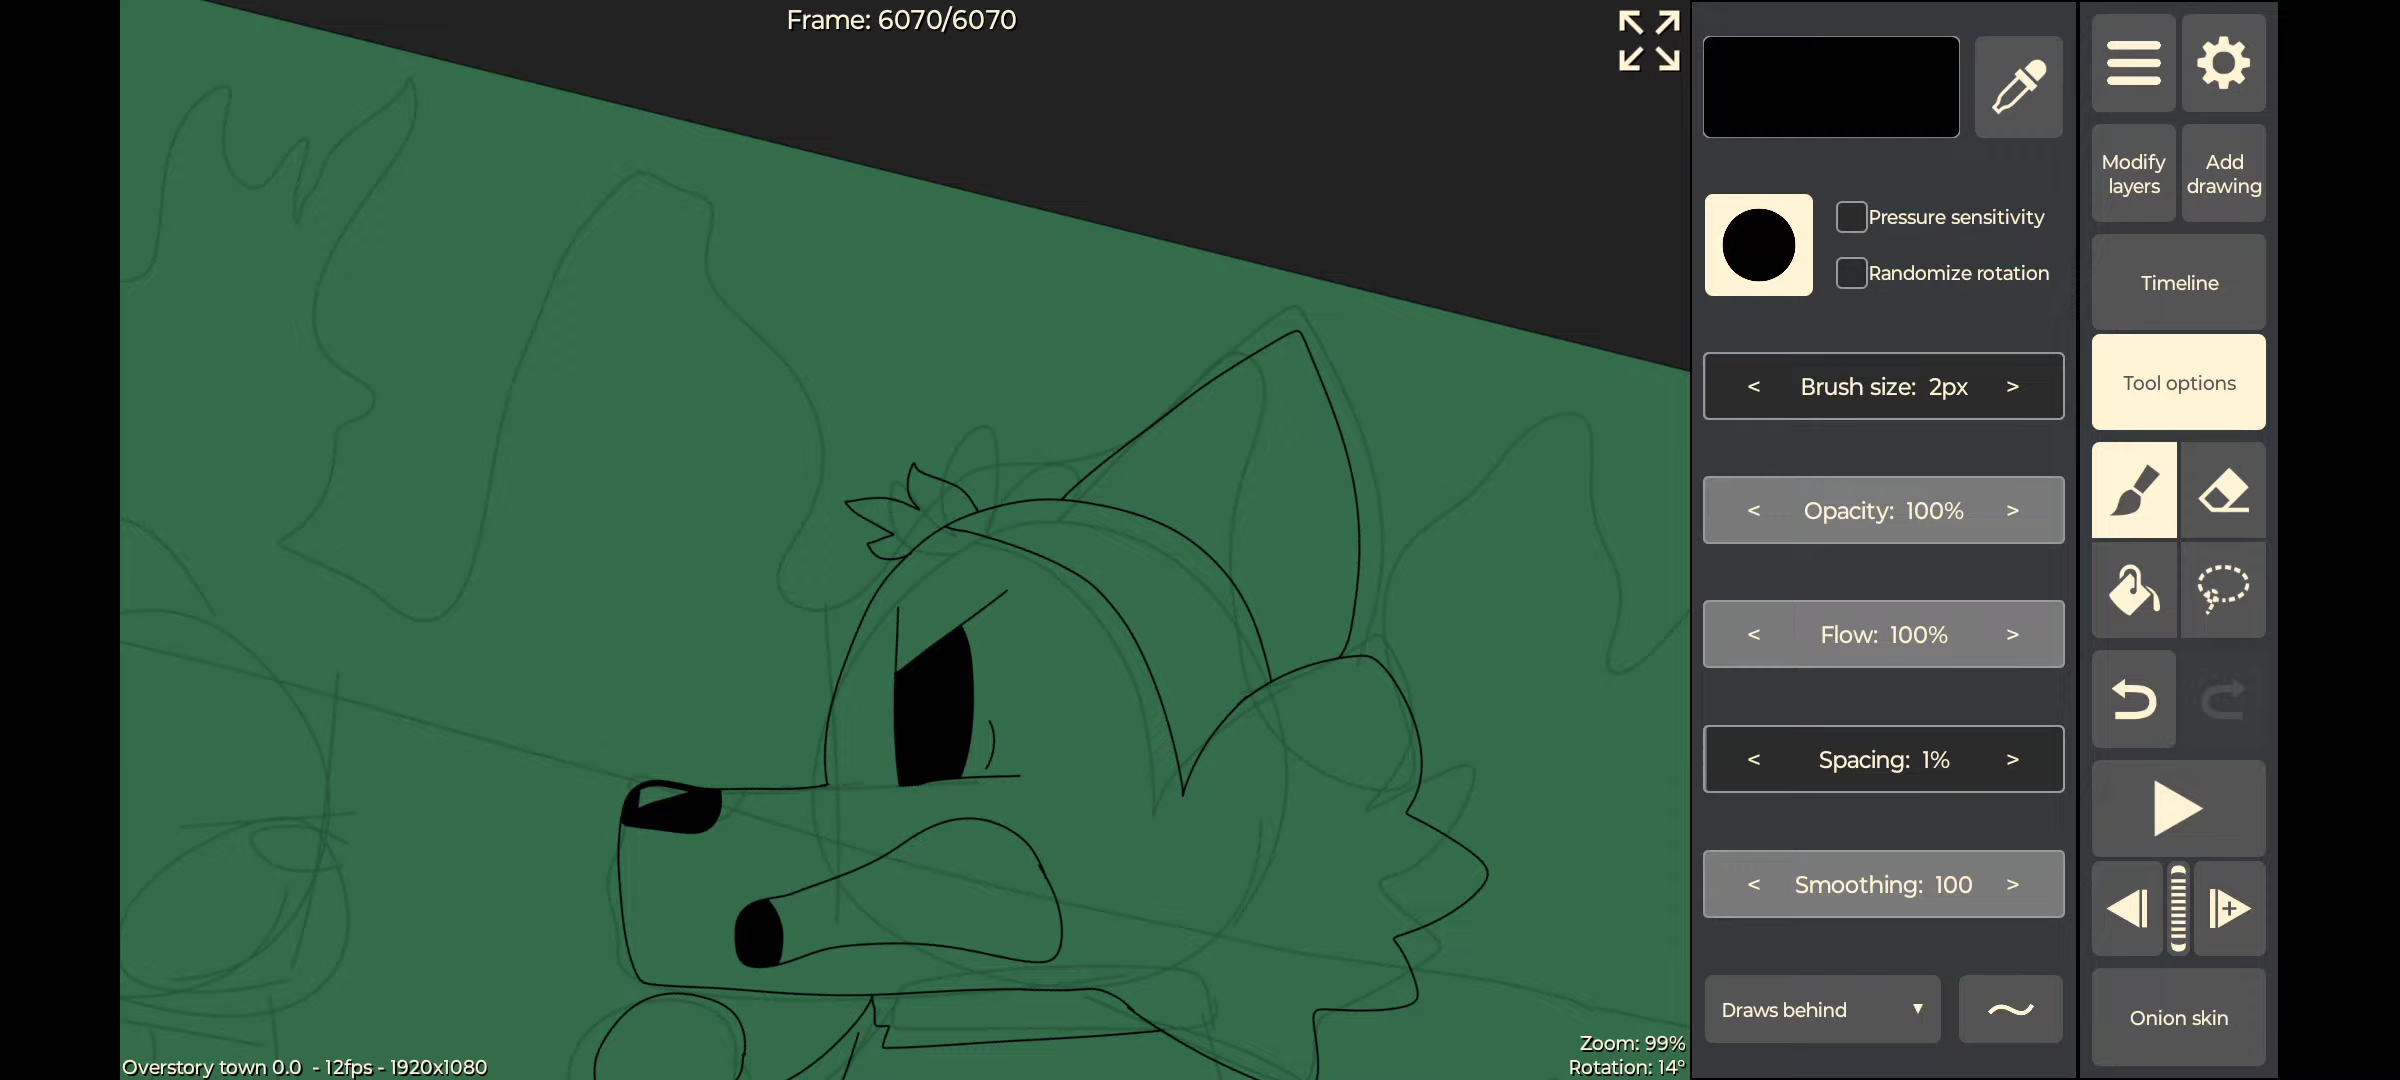 Frame: 6070/6070
Modify layers
Add drawing
Pressure sensitivity
Randomize rotation
Timeline
Tool options
< Brush size: 2px >
< Opacity: 100% >
< Flow: 100% >
< Spacing: 1% >
< Smoothing: 100 >
Draws behind
Onion skin
Zoom: 99%
Rotation: 14°
Overstory town 0.0 - 12fps - 1920x1080